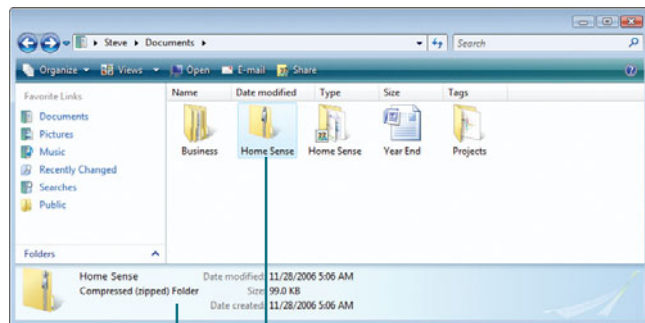 Steve ▸ Documents ▸ Search
Organize Views Open E-mail Share
Favorite Links
Documents
Pictures
Music
Recently Changed
Searches
Public
Folders
Name Date modified Type Size Tags
Business Home Sense Home Sense Year End Projects
Home Sense Date modified: 11/28/2006 5:06 AM
Compressed (zipped) Folder Size: 99.0 KB
Date created: 11/28/2006 5:06 AM